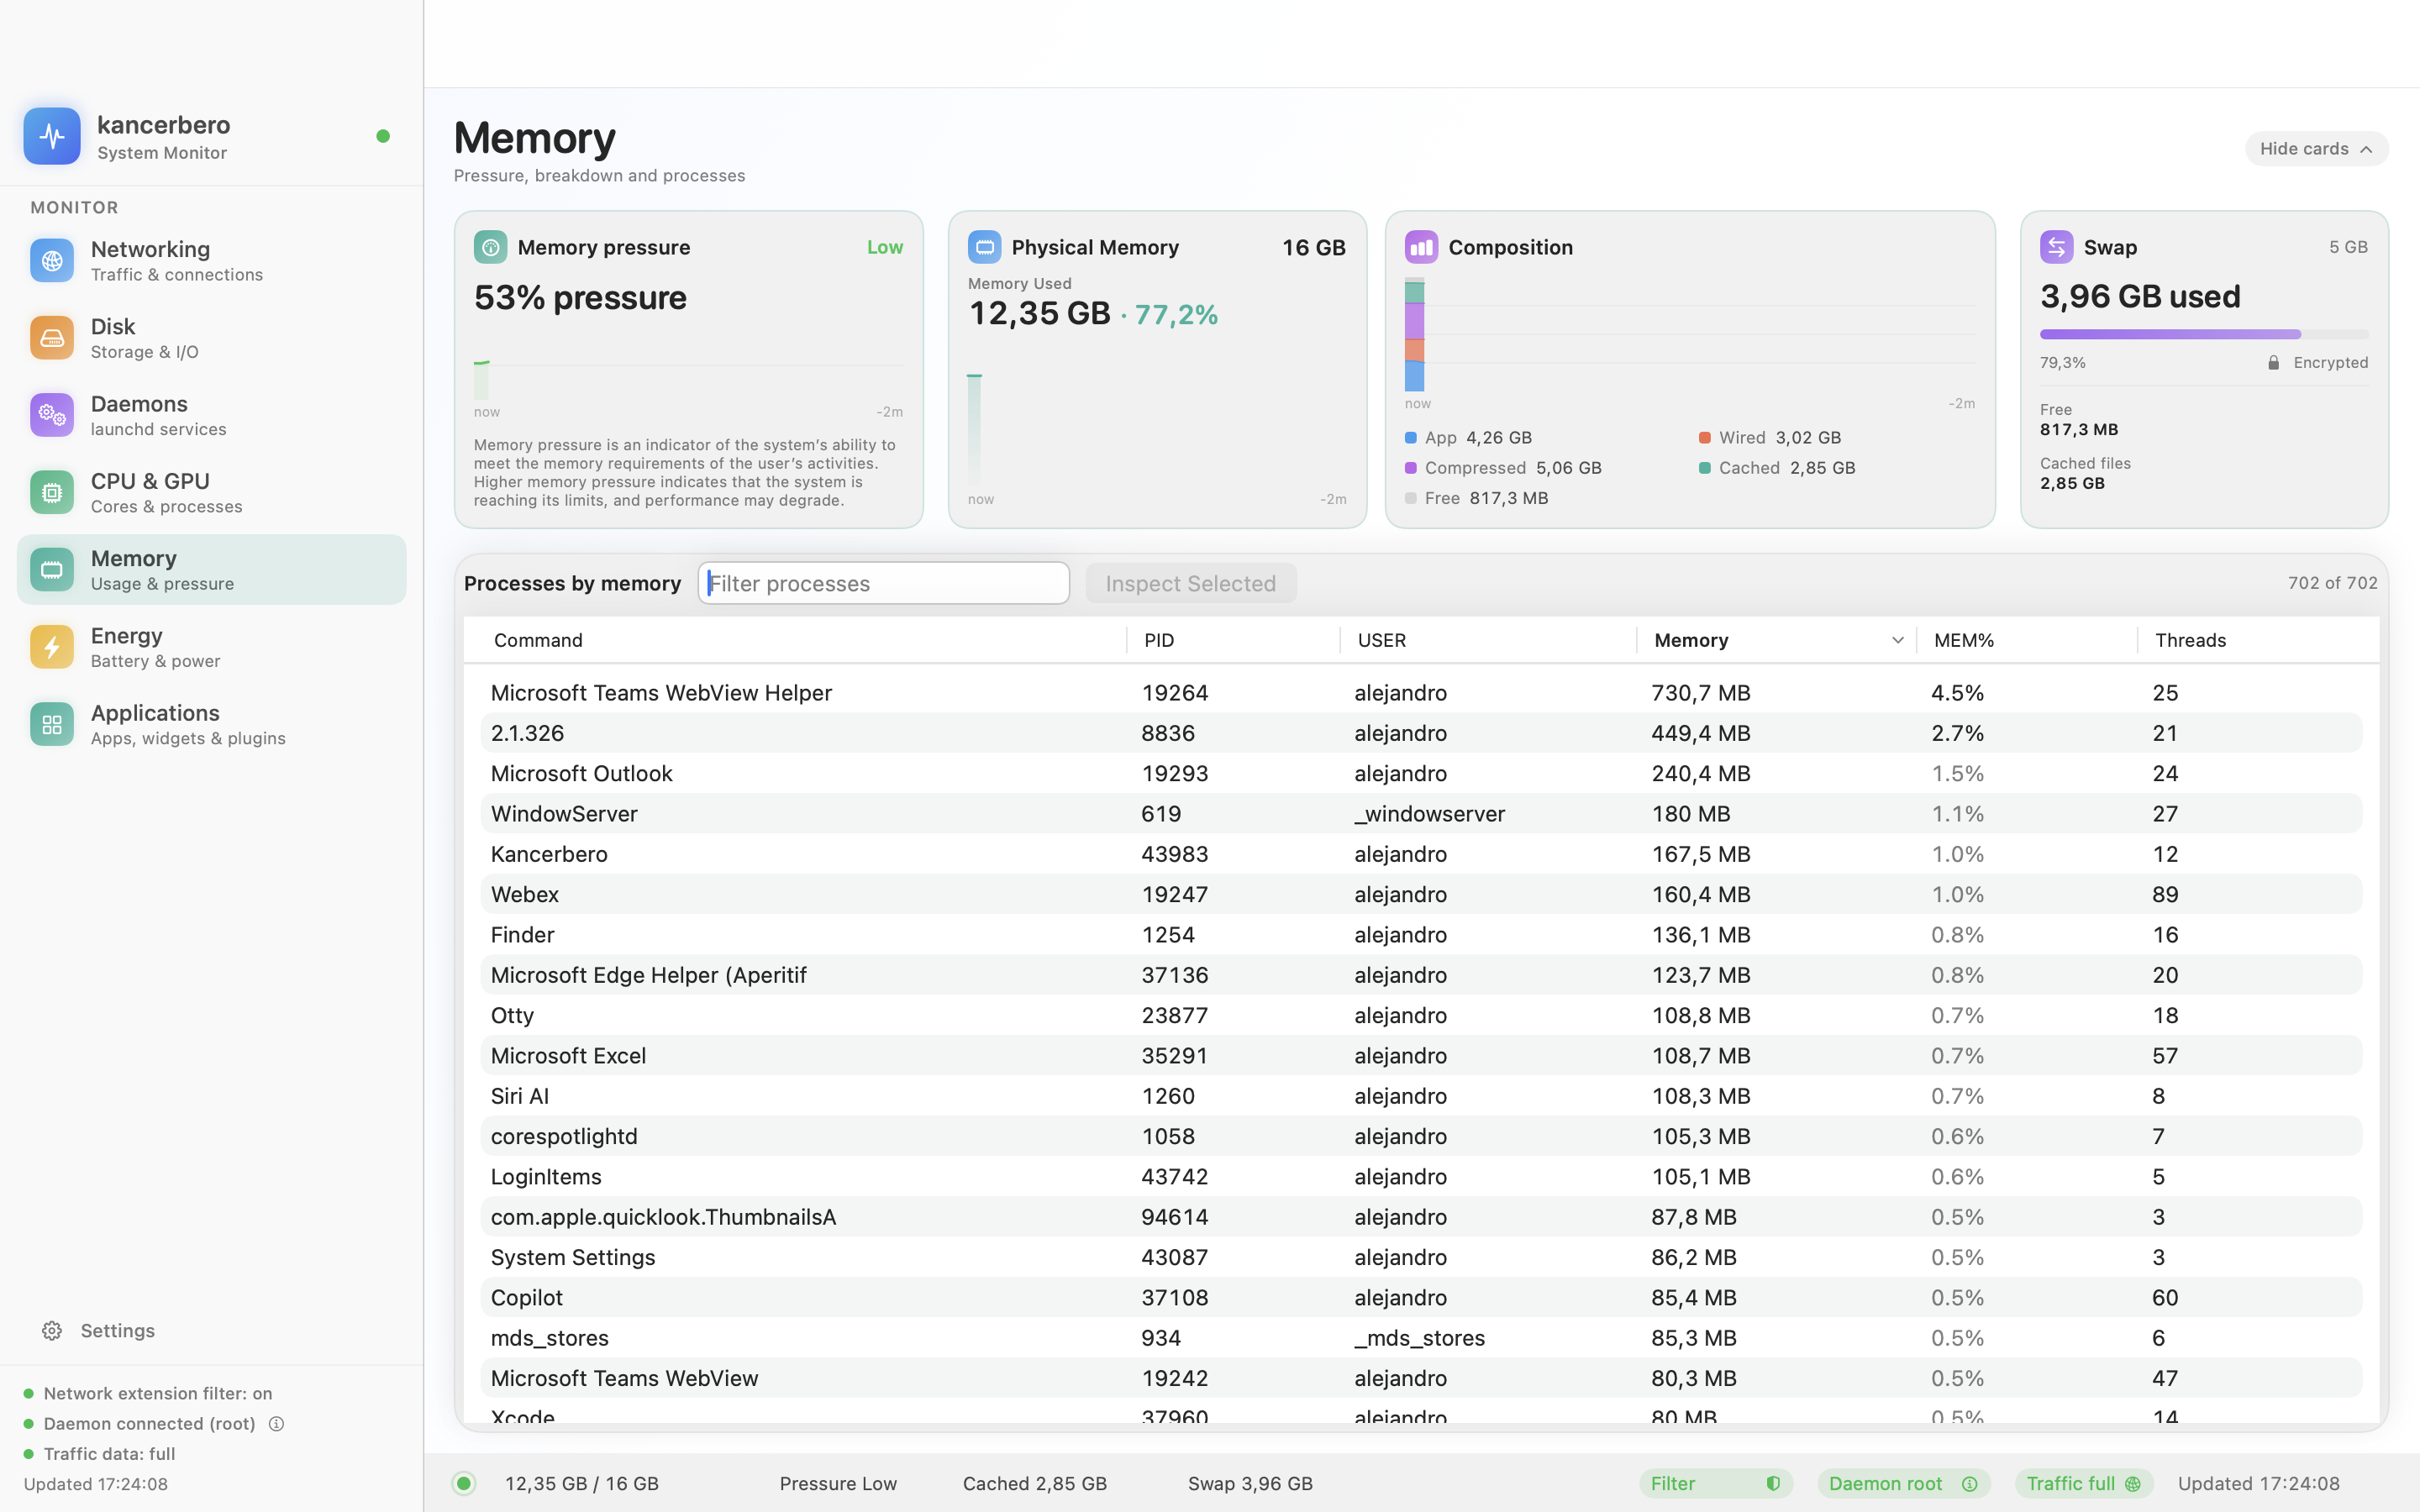 kancerbero
System Monitor
MONITOR
Networking
Traffic & connections
Disk
Storage & I/O
Daemons
launchd services
CPU & GPU
Cores & processes
Memory
Usage & pressure
Energy
Battery & power
Applications
Apps, widgets & plugins
Settings
Network extension filter: on
Daemon connected (root)
Traffic data: full
Updated 17:24:08
Memory
Pressure, breakdown and processes
Hide cards
Memory pressure Low
53% pressure
now -2m
Memory pressure is an indicator of the system's ability to
meet the memory requirements of the user's activities.
Higher memory pressure indicates that the system is
reaching its limits, and performance may degrade.
Physical Memory 16 GB
Memory Used
12,35 GB · 77,2%
now -2m
Composition
now -2m
App 4,26 GB Wired 3,02 GB
Compressed 5,06 GB Cached 2,85 GB
Free 817,3 MB
Swap 5 GB
3,96 GB used
79,3% Encrypted
Free
817,3 MB
Cached files
2,85 GB
Processes by memory Filter processes Inspect Selected 702 of 702
Command PID USER Memory MEM% Threads
Microsoft Teams WebView Helper 19264 alejandro 730,7 MB 4.5% 25
2.1.326 8836 alejandro 449,4 MB 2.7% 21
Microsoft Outlook 19293 alejandro 240,4 MB 1.5% 24
WindowServer 619 _windowserver 180 MB 1.1% 27
Kancerbero 43983 alejandro 167,5 MB 1.0% 12
Webex 19247 alejandro 160,4 MB 1.0% 89
Finder 1254 alejandro 136,1 MB 0.8% 16
Microsoft Edge Helper (Aperitif 37136 alejandro 123,7 MB 0.8% 20
Otty 23877 alejandro 108,8 MB 0.7% 18
Microsoft Excel 35291 alejandro 108,7 MB 0.7% 57
Siri AI 1260 alejandro 108,3 MB 0.7% 8
corespotlightd 1058 alejandro 105,3 MB 0.6% 7
LoginItems 43742 alejandro 105,1 MB 0.6% 5
com.apple.quicklook.ThumbnailsA 94614 alejandro 87,8 MB 0.5% 3
System Settings 43087 alejandro 86,2 MB 0.5% 3
Copilot 37108 alejandro 85,4 MB 0.5% 60
mds_stores 934 _mds_stores 85,3 MB 0.5% 6
Microsoft Teams WebView 19242 alejandro 80,3 MB 0.5% 47
Xcode 37960 alejandro 80 MB 0.5% 14
12,35 GB / 16 GB Pressure Low Cached 2,85 GB Swap 3,96 GB Filter Daemon root Traffic full Updated 17:24:08